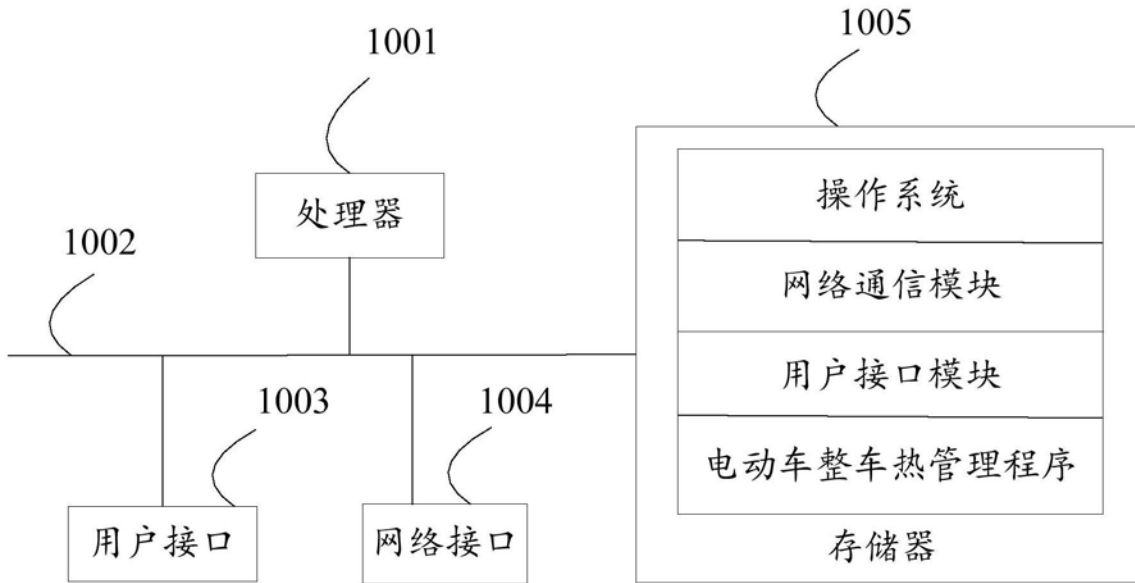 1001
1005
处理器
操作系统
1002
网络通信模块
用户接口模块
1003
1004
电动车整车热管理程序
用户接口
网络接口
存储器